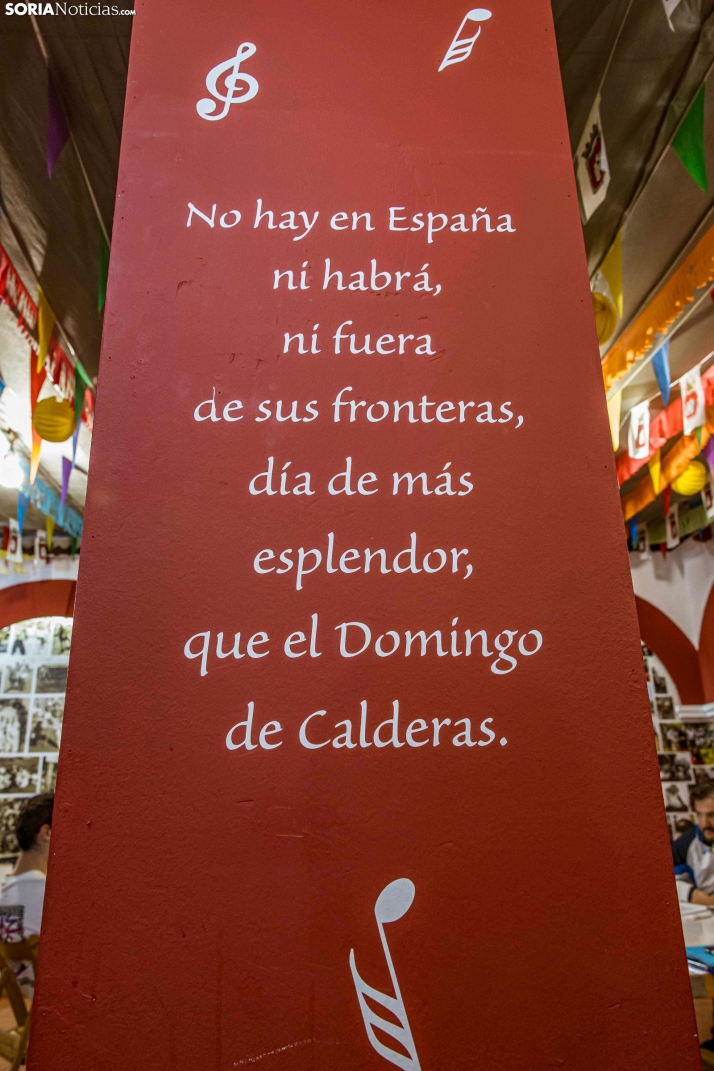 SORIANoticias.com
No hay en España
ni habrá,
ni fuera
de sus fronteras,
día de más
esplendor,
que el Domingo
de Calderas.